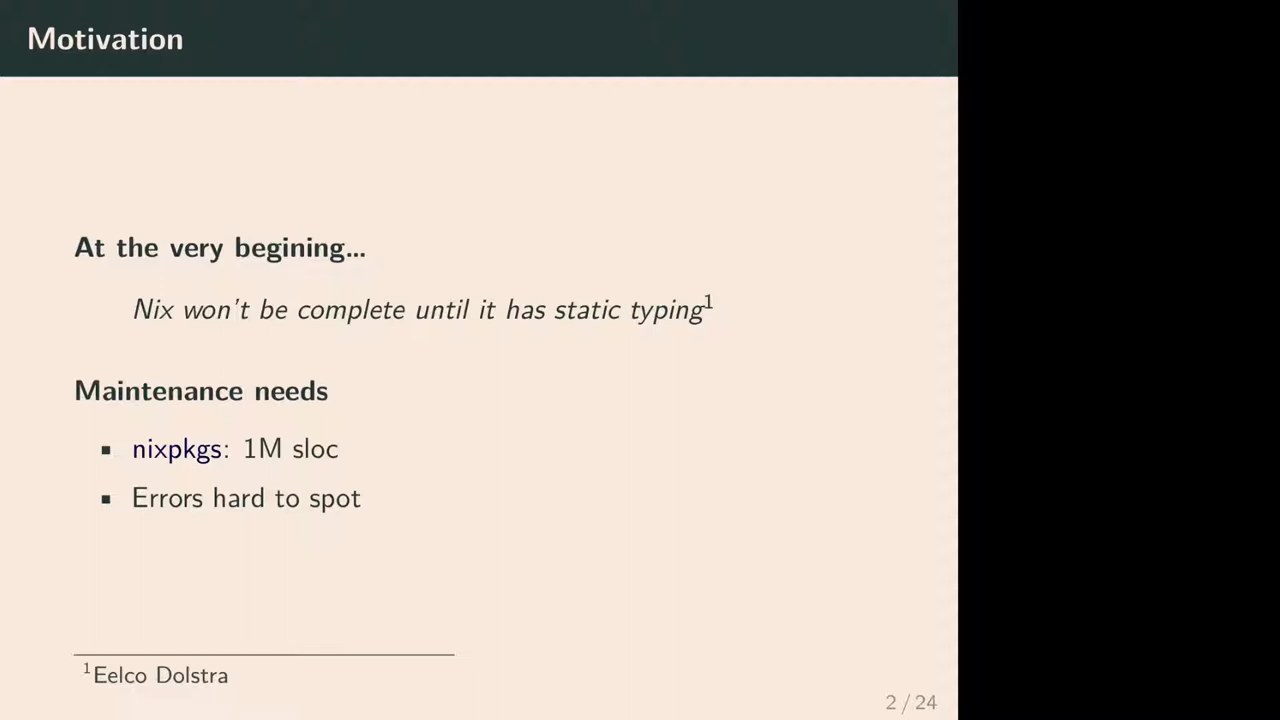 Motivation
At the very begining...
Nix won't be complete until it has static typing¹
Maintenance needs
▪ nixpkgs: 1M sloc
▪ Errors hard to spot
¹Eelco Dolstra
2 / 24